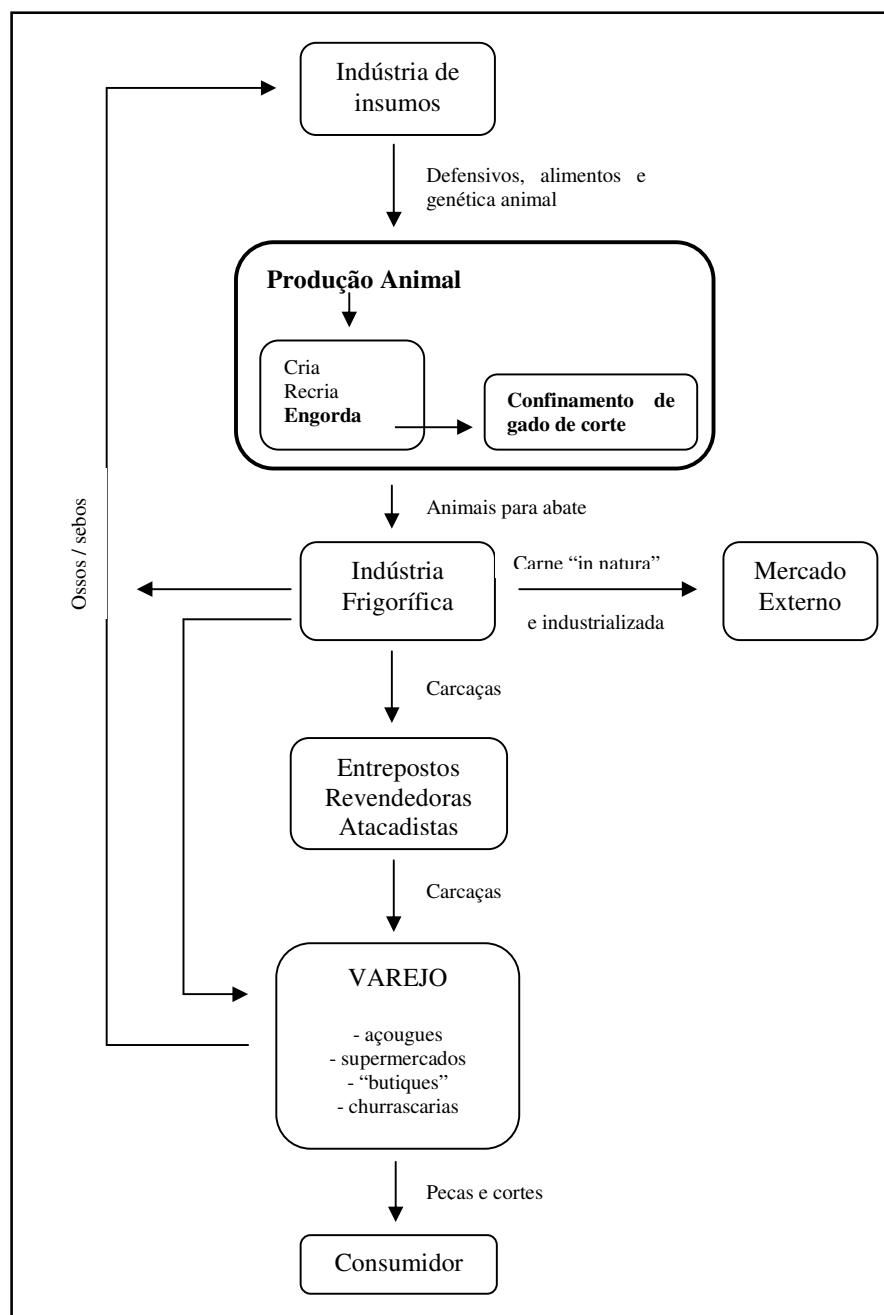 Indústria de
insumos
Defensivos, alimentos e
genética animal
Produção Animal
Cria
Recria
Engorda
Confinamento de
gado de corte
Animais para abate
Ossos / sebos
Indústria
Frigorífica
Carne “in natura”
e industrializada
Mercado
Externo
Carcaças
Entrepostos
Revendedoras
Atacadistas
Carcaças
VAREJO
- açougues
- supermercados
- “butiques”
- churrascarias
Pecas e cortes
Consumidor